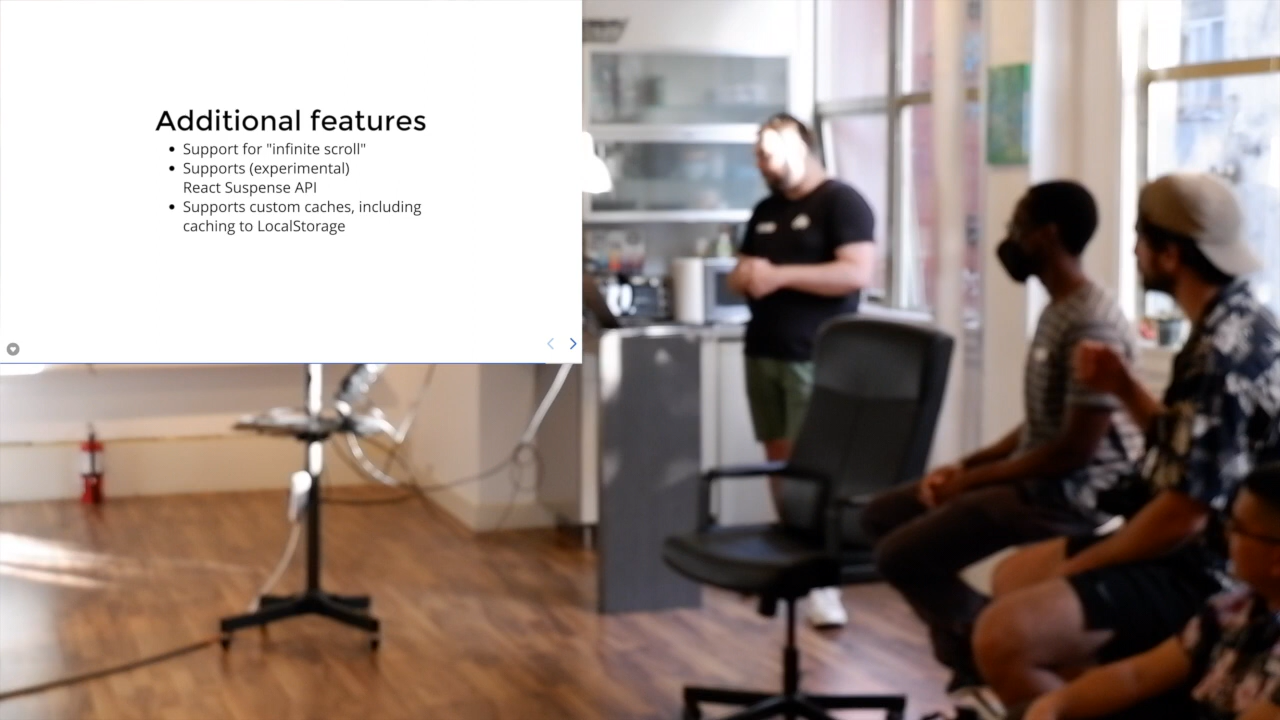 Additional features
Support for "infinite scroll"
Supports (experimental)
React Suspense API
Supports custom caches, including
caching to LocalStorage